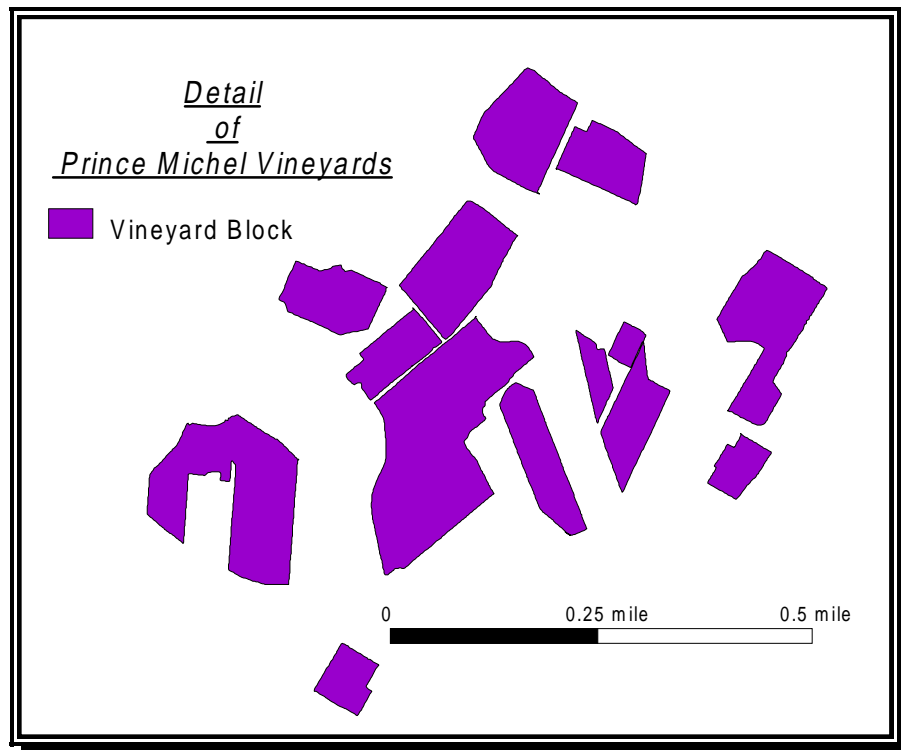 Detail
of
Prince Michel Vineyards
Vineyard Block
0 0.25 mile 0.5 mile